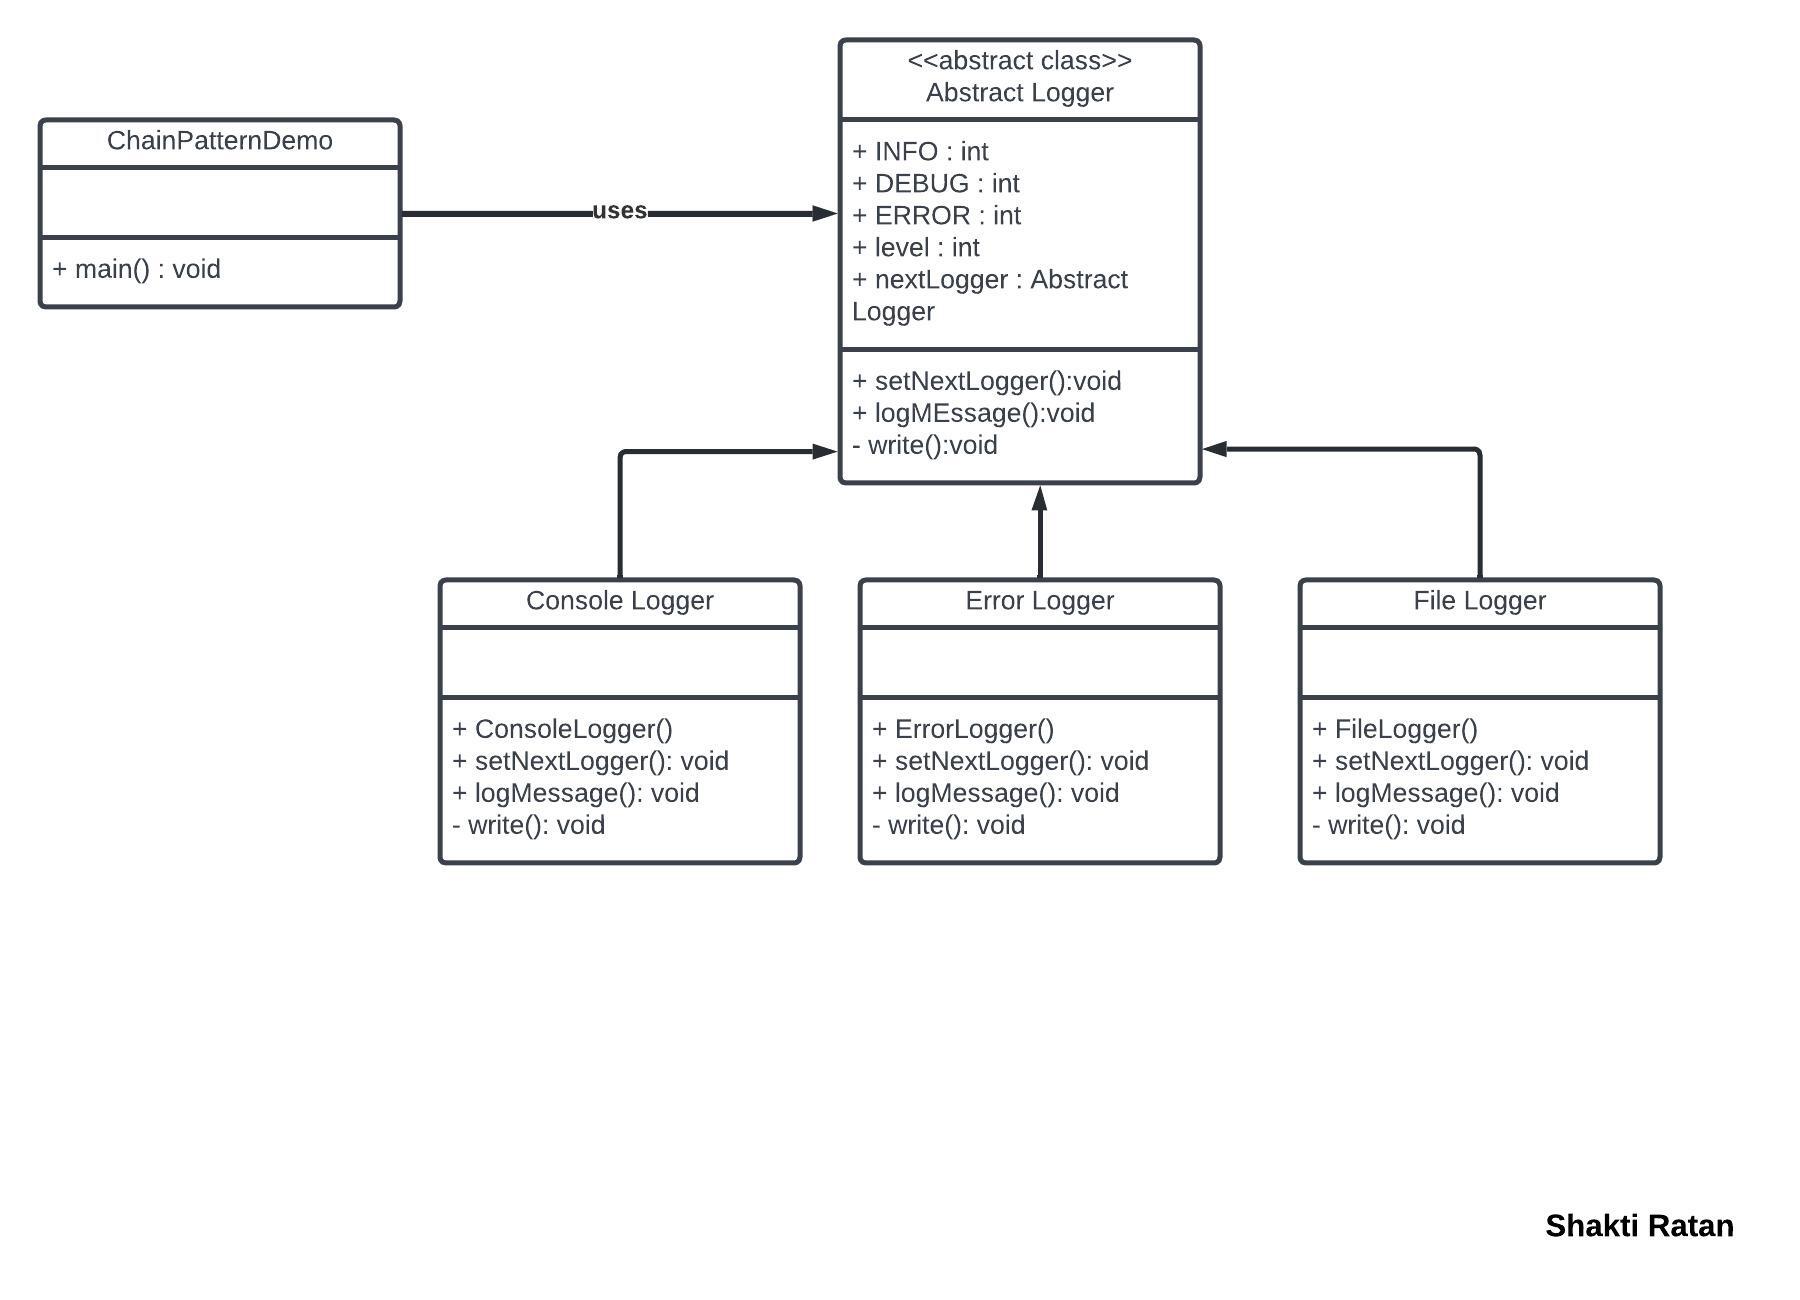 <<abstract class>>
Abstract Logger
+ INFO : int
+ DEBUG : int
+ ERROR : int
+ level : int
+ nextLogger : Abstract
Logger
+ setNextLogger():void
+ logMEssage():void
- write():void
ChainPatternDemo
+ main() : void
uses
Console Logger
+ ConsoleLogger()
+ setNextLogger(): void
+ logMessage(): void
- write(): void
Error Logger
+ ErrorLogger()
+ setNextLogger(): void
+ logMessage(): void
- write(): void
File Logger
+ FileLogger()
+ setNextLogger(): void
+ logMessage(): void
- write(): void
Shakti Ratan